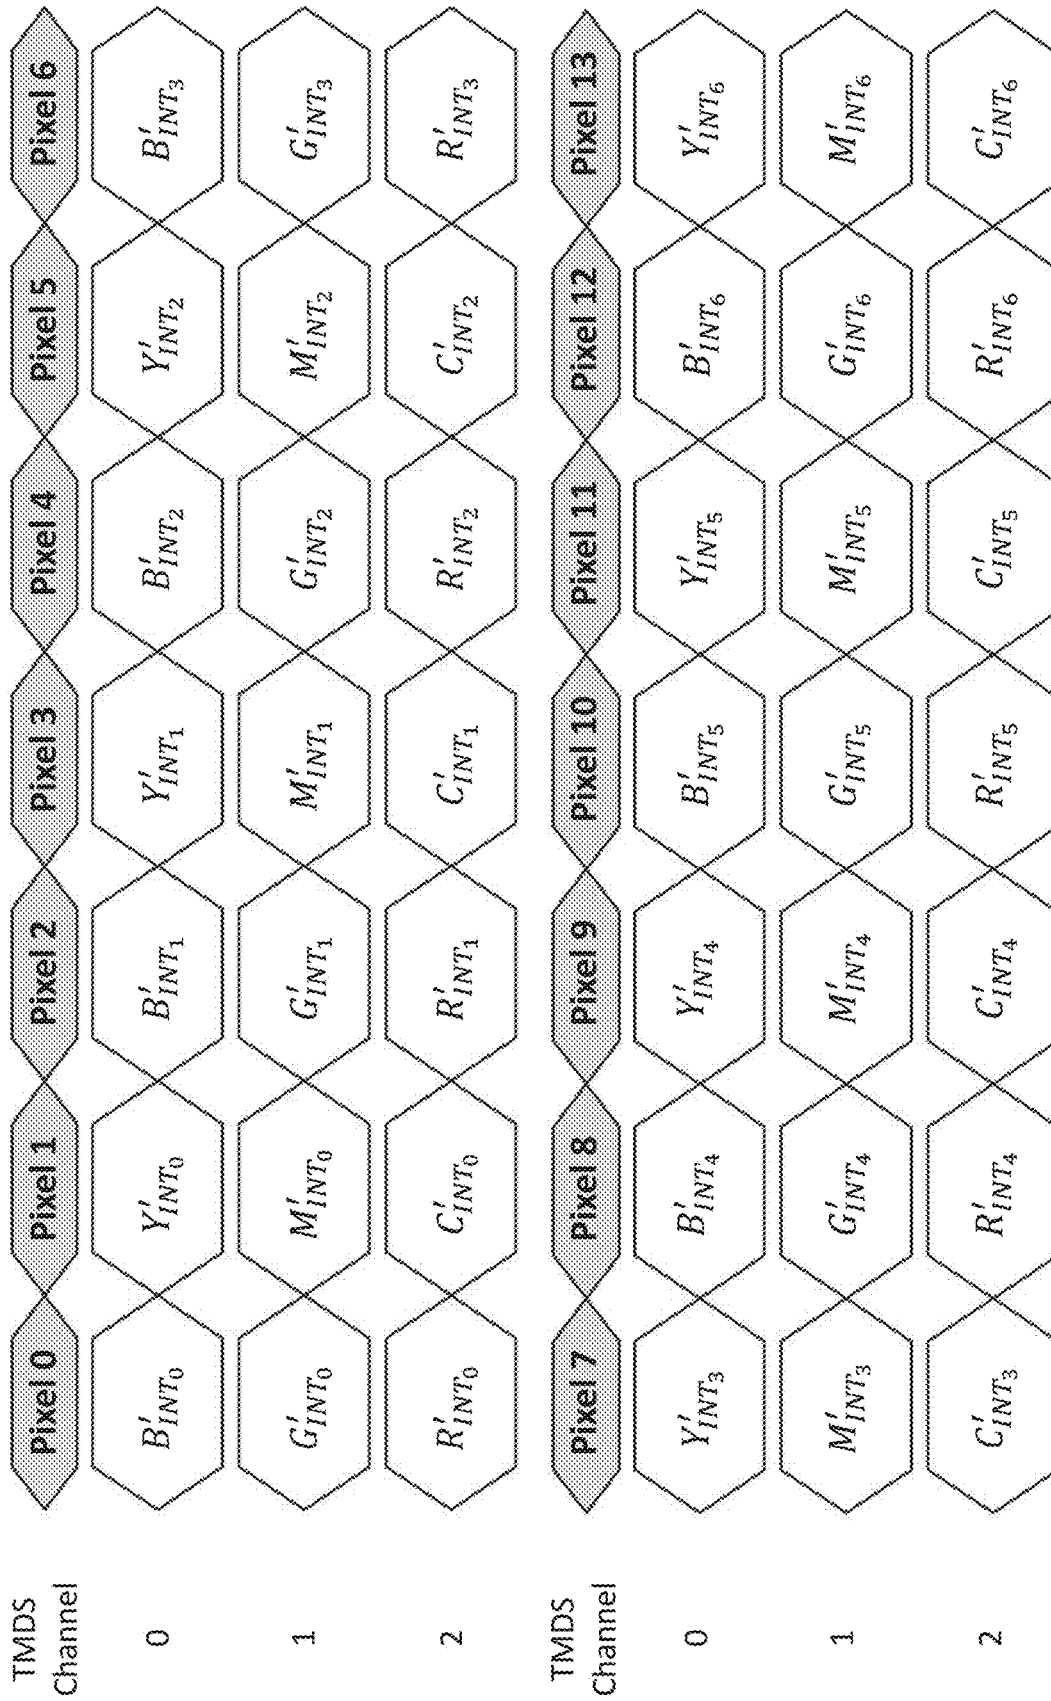 TMDS Channel Pixel 0 Pixel 1 Pixel 2 Pixel 3 Pixel 4 Pixel 5 Pixel 6
0 B'INT₀ Y'INT₀ B'INT₁ Y'INT₁ B'INT₂ Y'INT₂ B'INT₃
1 G'INT₀ M'INT₀ G'INT₁ M'INT₁ G'INT₂ M'INT₂ G'INT₃
2 R'INT₀ C'INT₀ R'INT₁ C'INT₁ R'INT₂ C'INT₂ R'INT₃
TMDS Channel Pixel 7 Pixel 8 Pixel 9 Pixel 10 Pixel 11 Pixel 12 Pixel 13
0 Y'INT₃ B'INT₄ Y'INT₄ B'INT₅ Y'INT₅ B'INT₆ Y'INT₆
1 M'INT₃ G'INT₄ M'INT₄ G'INT₅ M'INT₅ G'INT₆ M'INT₆
2 C'INT₃ R'INT₄ C'INT₄ R'INT₅ C'INT₅ R'INT₆ C'INT₆